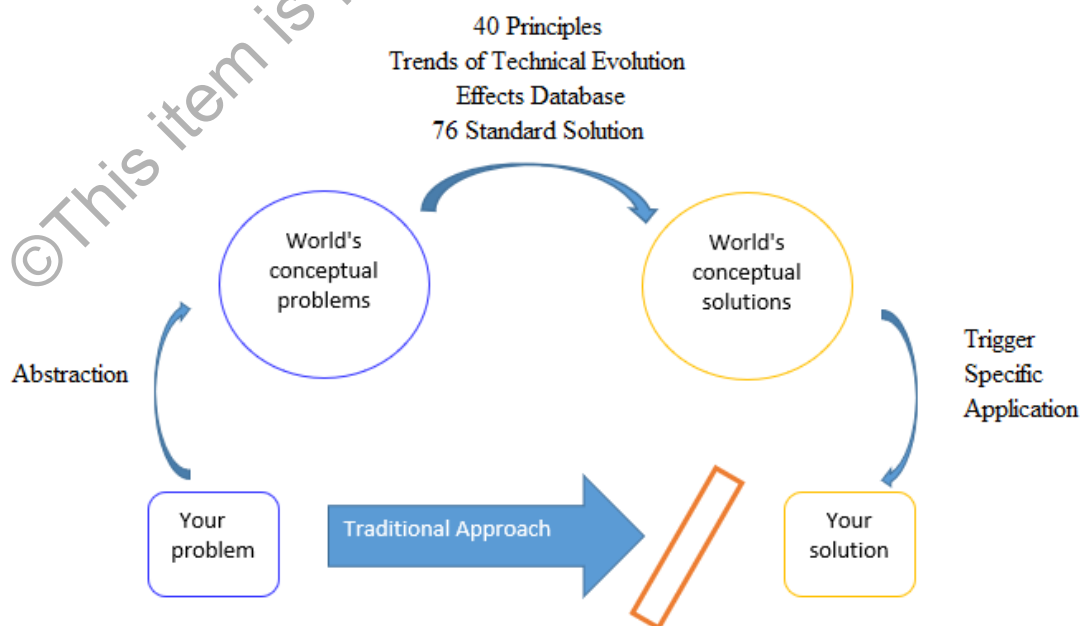 ©This item is
40 Principles
Trends of Technical Evolution
Effects Database
76 Standard Solution
World's
conceptual
problems
World's
conceptual
solutions
Abstraction
Trigger
Specific
Application
Your
problem
Traditional Approach
Your
solution